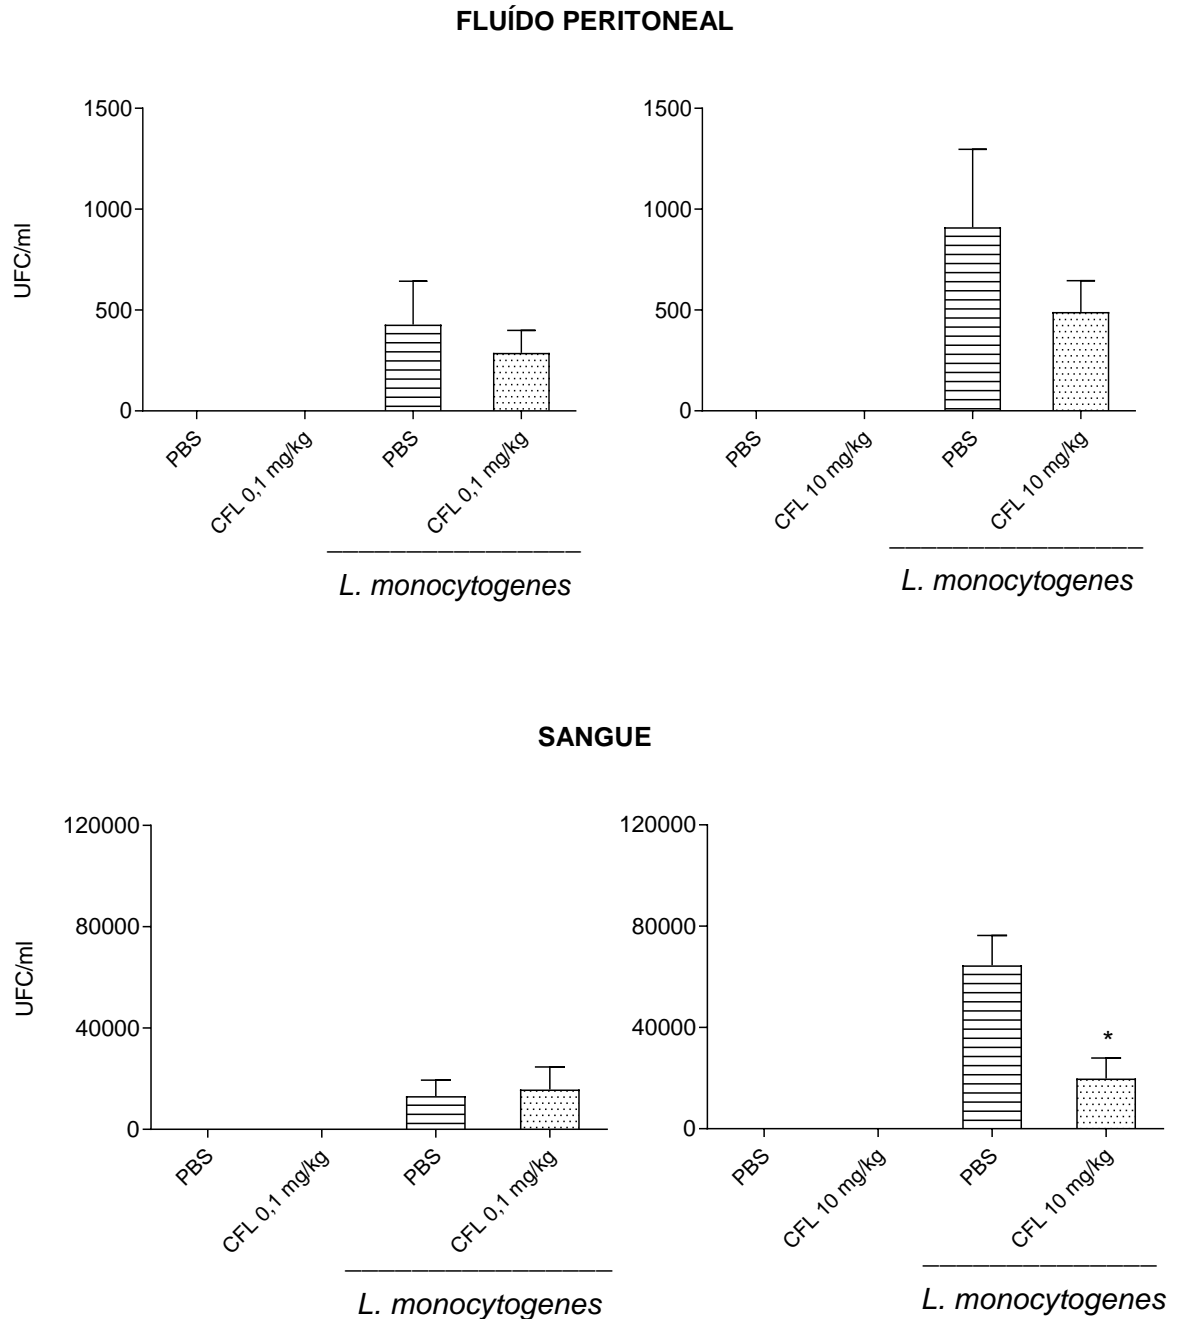 FLUÍDO PERITONEAL
UFC/ml
1500
1000
500
0
PBS
CFL 0,1 mg/kg
PBS
CFL 0,1 mg/kg
L. monocytogenes
1500
1000
500
0
PBS
CFL 10 mg/kg
PBS
CFL 10 mg/kg
L. monocytogenes
SANGUE
UFC/ml
120000
80000
40000
0
PBS
CFL 0,1 mg/kg
PBS
CFL 0,1 mg/kg
L. monocytogenes
120000
80000
40000
0
*
PBS
CFL 10 mg/kg
PBS
CFL 10 mg/kg
L. monocytogenes